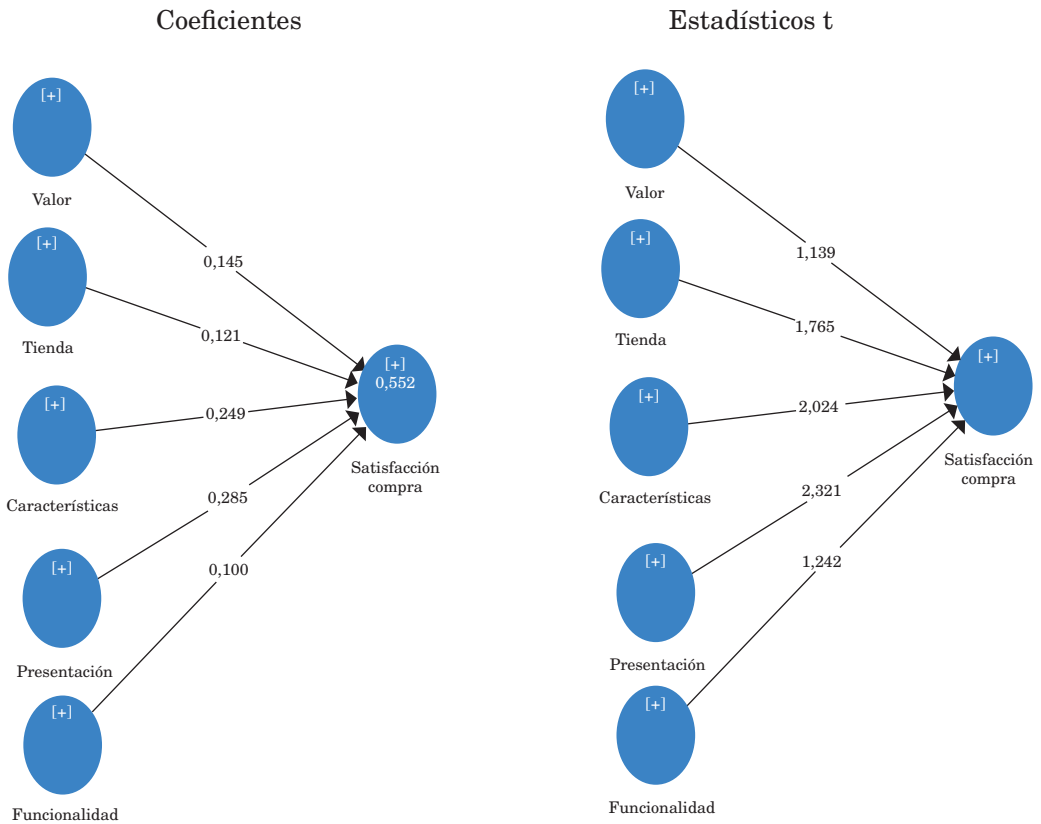 Coeficientes
[+]
Valor
[+]
Tienda
[+]
Características
[+]
Presentación
[+]
Funcionalidad
0,145
0,121
0,249
0,285
0,100
[+]
0,552
Satisfacción
compra
Estadísticos t
[+]
Valor
[+]
Tienda
[+]
Características
[+]
Presentación
[+]
Funcionalidad
1,139
1,765
2,024
2,321
1,242
[+]
Satisfacción
compra